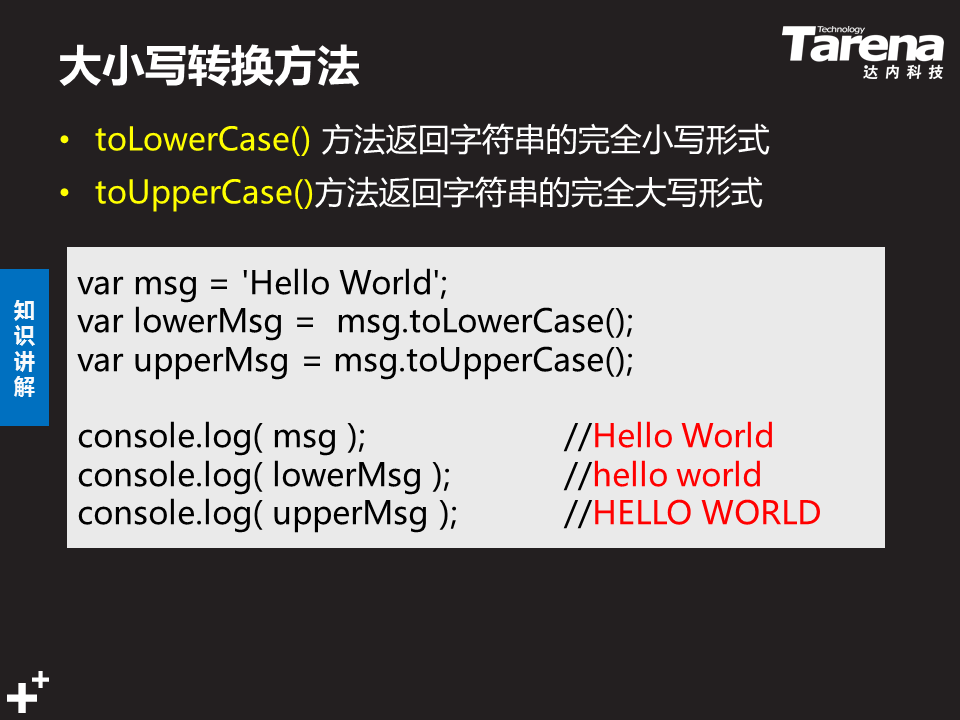 大小写转换方法
Technology
Tarena
达内科技
• toLowerCase() 方法返回字符串的完全小写形式
• toUpperCase()方法返回字符串的完全大写形式
知识讲解
var msg = 'Hello World';
var lowerMsg =  msg.toLowerCase();
var upperMsg = msg.toUpperCase();
console.log( msg ); //Hello World
console.log( lowerMsg ); //hello world
console.log( upperMsg ); //HELLO WORLD